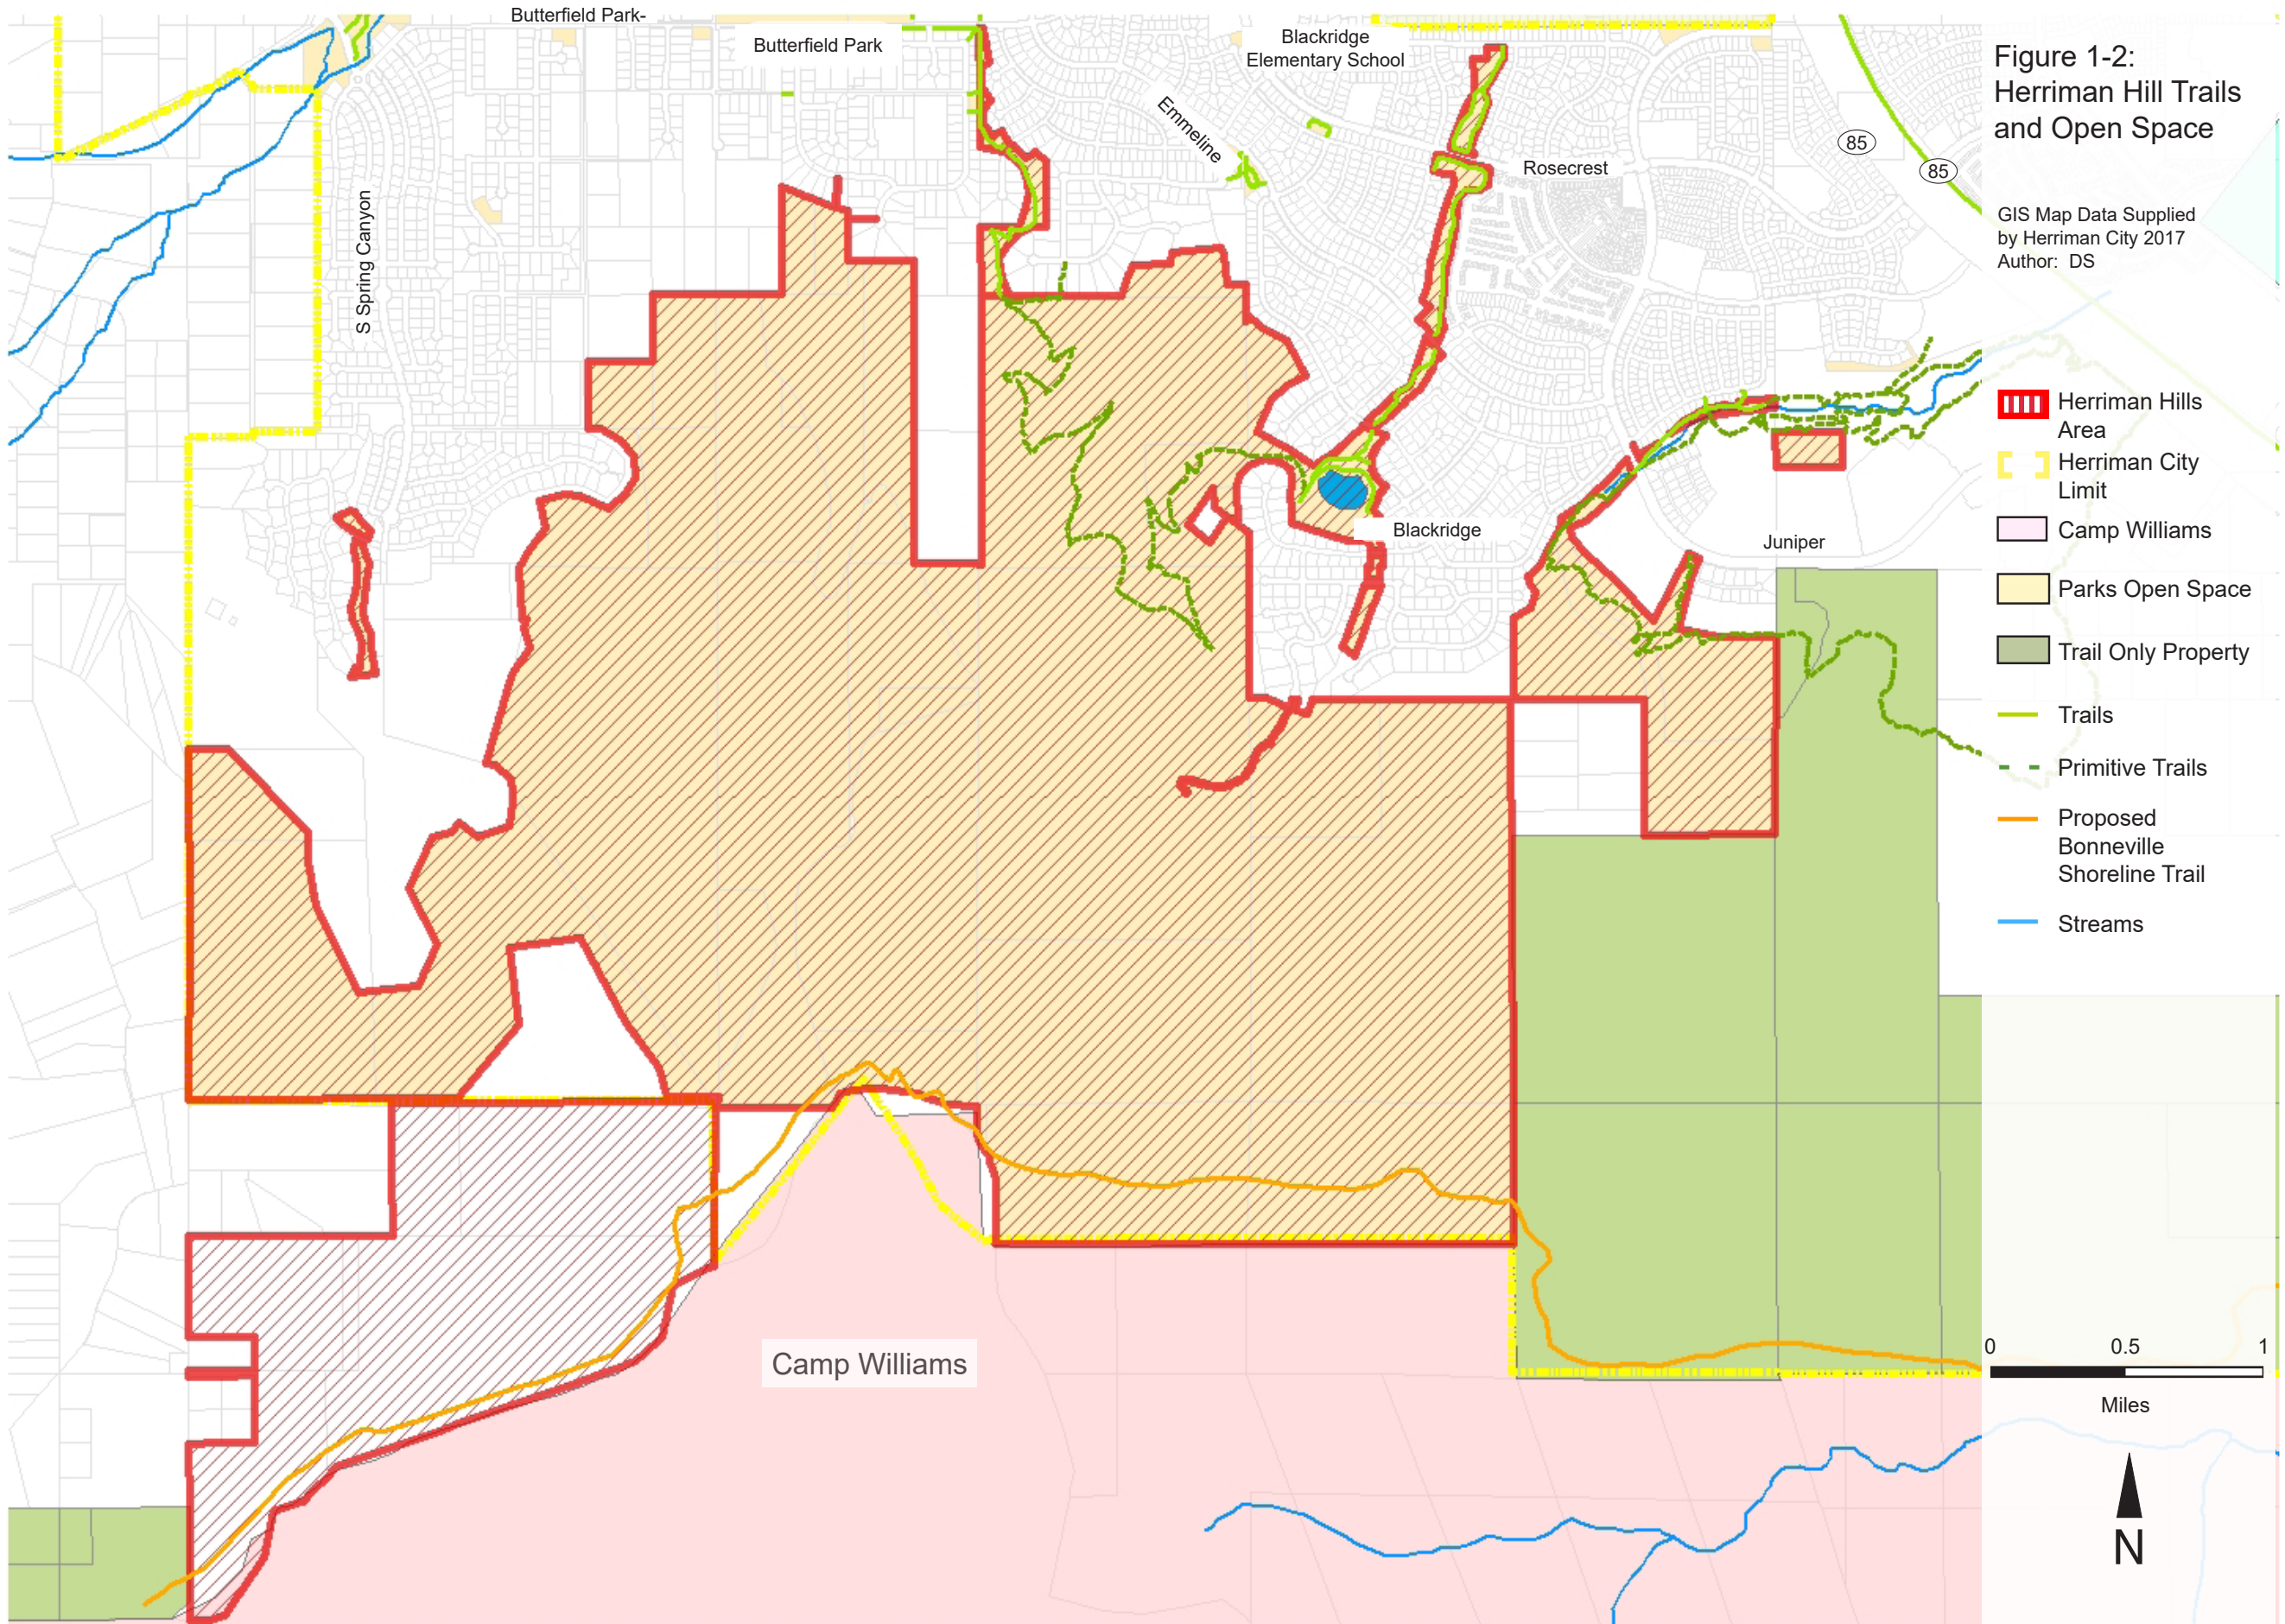 Butterfield Park-
Butterfield Park
Blackridge
Elementary School
Emmeline
Rosecrest
85
85
S Spring Canyon
Blackridge
Juniper
Camp Williams
Figure 1-2:
Herriman Hill Trails
and Open Space
GIS Map Data Supplied
by Herriman City 2017
Author: DS
Herriman Hills
Area
Herriman City
Limit
Camp Williams
Parks Open Space
Trail Only Property
Trails
Primitive Trails
Proposed
Bonneville
Shoreline Trail
Streams
0 0.5 1
Miles
N